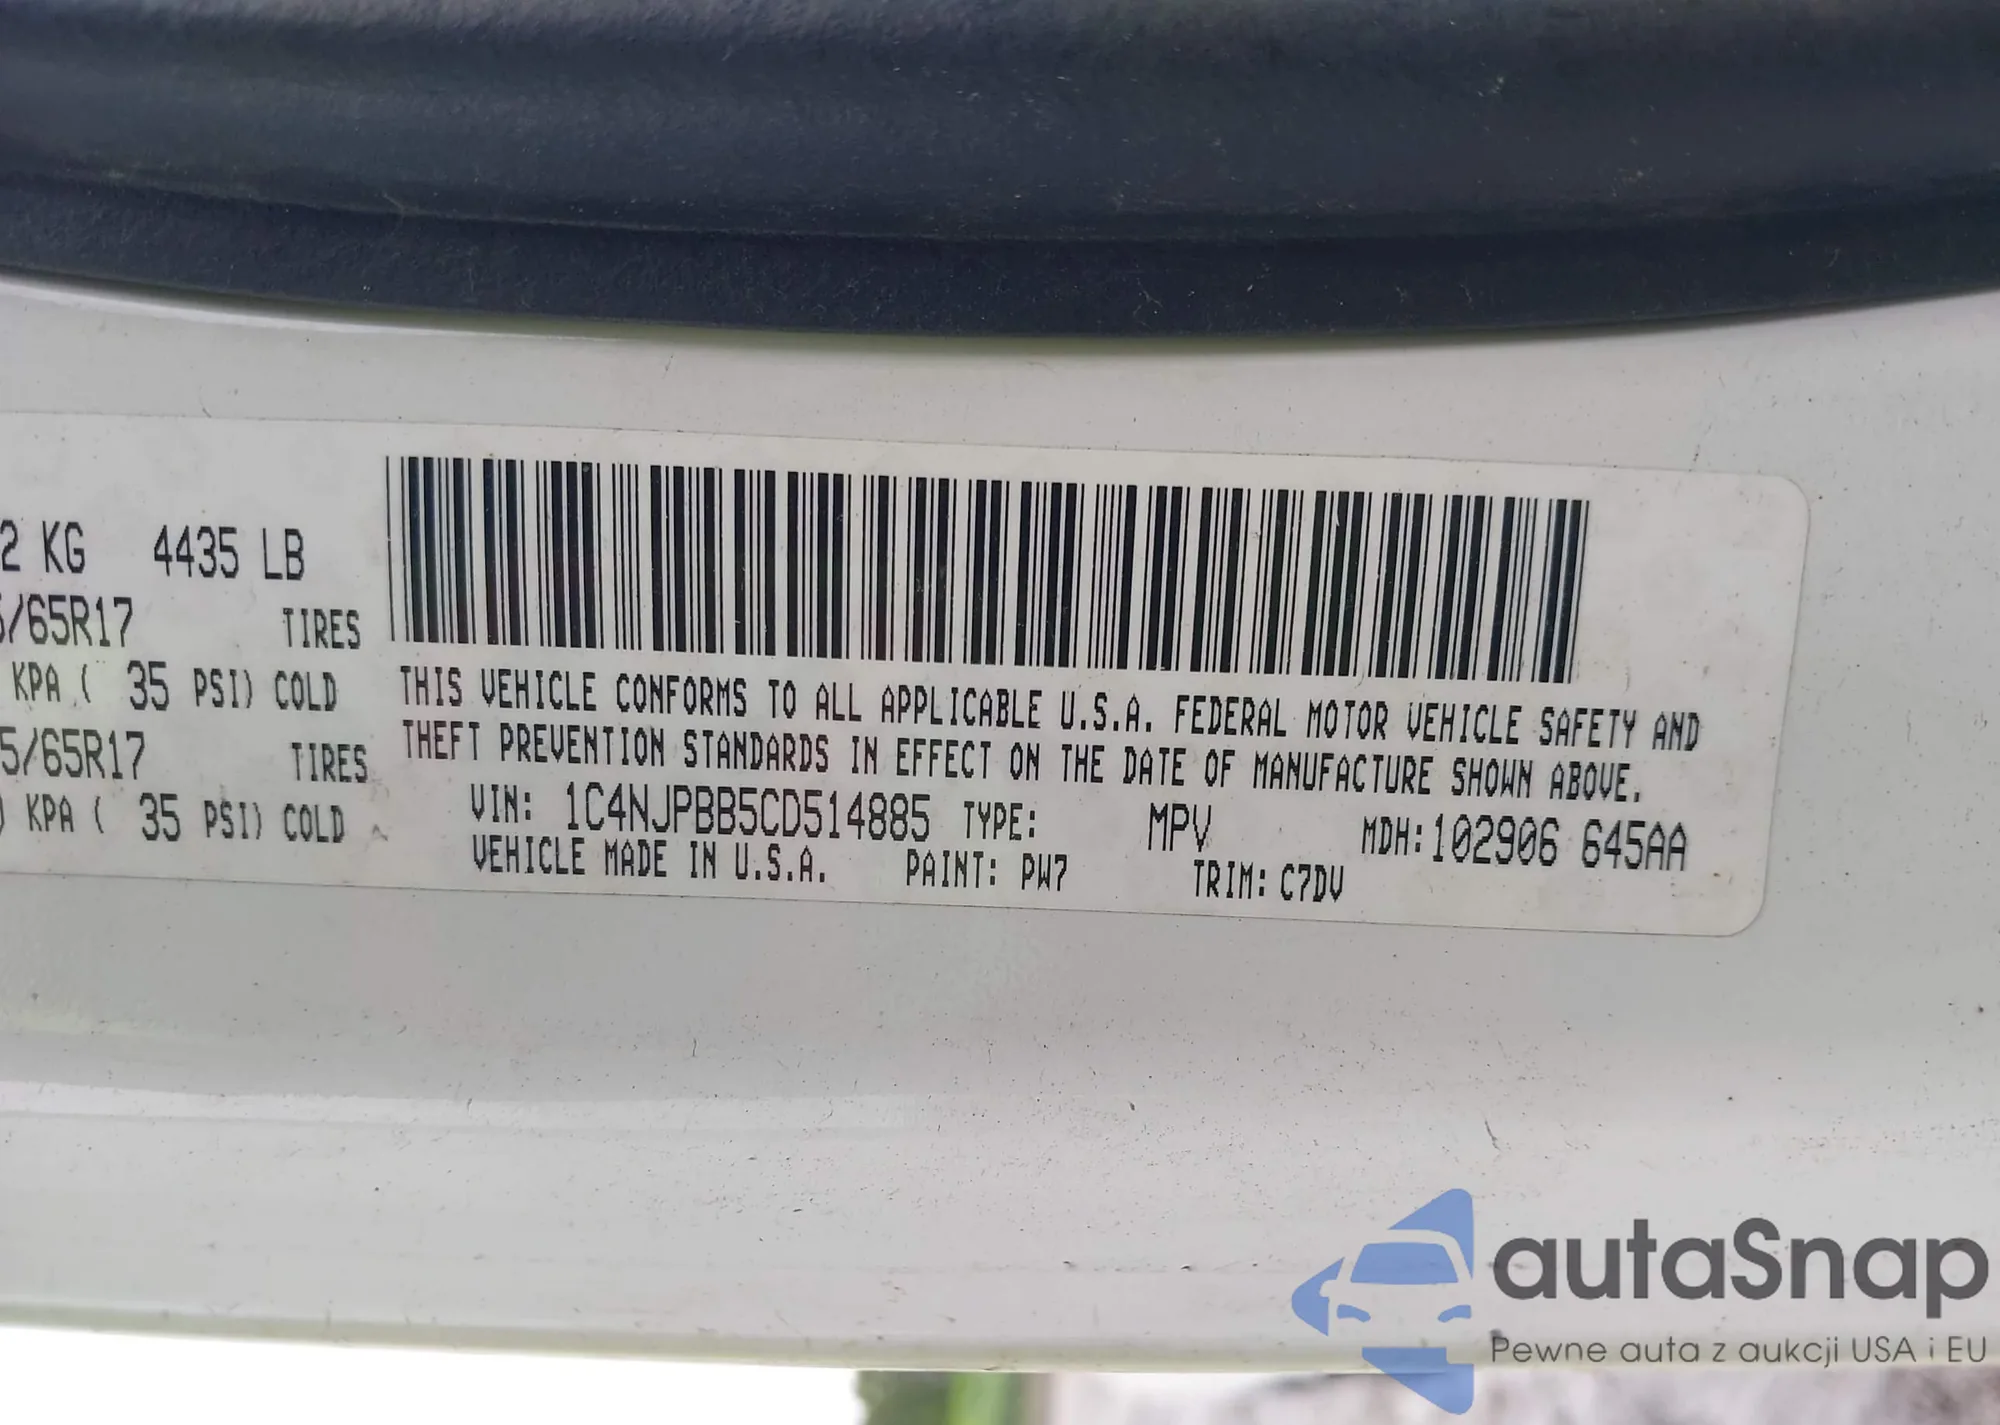 2 KG 4435 LB
5/65R17 TIRES
KPA ( 35 PSI) COLD
5/65R17 TIRES
KPA ( 35 PSI) COLD
THIS VEHICLE CONFORMS TO ALL APPLICABLE U.S.A. FEDERAL MOTOR VEHICLE SAFETY AND
THEFT PREVENTION STANDARDS IN EFFECT ON THE DATE OF MANUFACTURE SHOWN ABOVE.
VIN: 1C4NJPBB5CD514885 TYPE: MPV MDH: 102906 645AA
VEHICLE MADE IN U.S.A. PAINT: PW7 TRIM: C7DV
autaSnap
Pewne auta z aukcji USA i EU